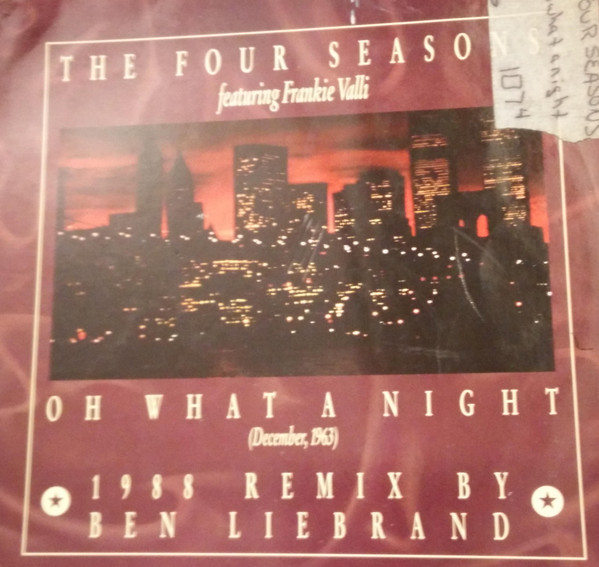 THE FOUR SEASONS
featuring Frankie Valli
OUR SEASONS
what a night
1074
OH WHAT A NIGHT
(December, 1963)
1988 REMIX BY
BEN LIEBRAND